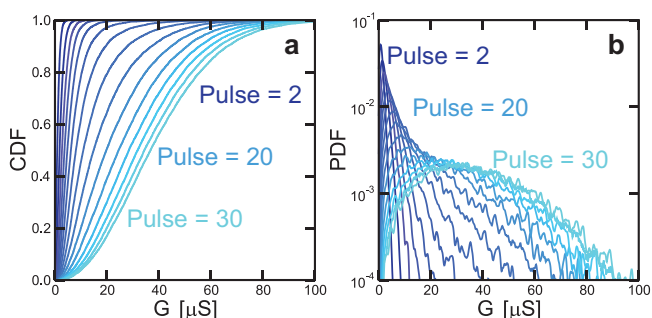 a
1.0
0.8
0.6
0.4
0.2
0.0
CDF
Pulse = 2
Pulse = 20
Pulse = 30
0 20 40 60 80 100
G [μS]
b
10⁻¹
10⁻²
10⁻³
10⁻⁴
PDF
Pulse = 2
Pulse = 20
Pulse = 30
0 20 40 60 80 100
G [μS]